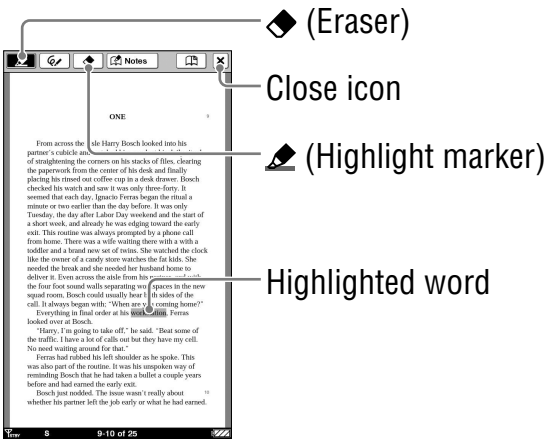 (Eraser)
Close icon
(Highlight marker)
Highlighted word
Notes
ONE
9
From across the aisle Harry Bosch looked into his
partner's cubicle and
of straightening the corners on his stacks of files, clearing
the paperwork from the center of his desk and finally
placing his rinsed out coffee cup in a desk drawer. Bosch
checked his watch and saw it was only three-forty. It
seemed that each day, Ignacio Ferras began the ritual a
minute or two earlier than the day before. It was only
Tuesday, the day after Labor Day weekend and the start of
a short week, and already he was edging toward the early
exit. This routine was always prompted by a phone call
from home. There was a wife waiting there with a with a
toddler and a brand new set of twins. She watched the clock
like the owner of a candy store watches the fat kids. She
needed the break and she needed her husband home to
deliver it. Even across the aisle from his partner, and with
the four foot sound walls separating work spaces in the new
squad room, Bosch could usually hear both sides of the
call. It always began with; "When are you coming home?"
Everything in final order at his workstation, Ferras
looked over at Bosch.
"Harry, I'm going to take off," he said. "Beat some of
the traffic. I have a lot of calls out but they have my cell.
No need waiting around for that."
Ferras had rubbed his left shoulder as he spoke. This
was also part of the routine. It was his unspoken way of
reminding Bosch that he had taken a bullet a couple years
before and had earned the early exit.
Bosch just nodded. The issue wasn't really about
10
whether his partner left the job early or what he had earned.
S
9-10 of 25